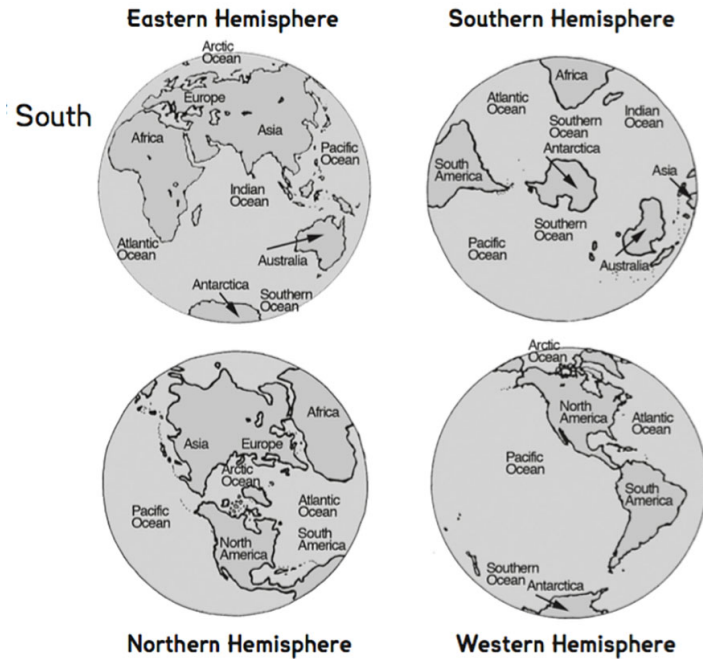 Eastern Hemisphere
Southern Hemisphere
South
Arctic
Ocean
Europe
Asia
Africa
Pacific
Ocean
Indian
Ocean
Atlantic
Ocean
Australia
Antarctica
Southern
Ocean
Africa
Atlantic
Ocean
Indian
Ocean
Southern
Ocean
Antarctica
South
America
Asia
Southern
Ocean
Pacific
Ocean
Australia
Africa
Asia
Europe
Arctic
Ocean
Pacific
Ocean
Atlantic
Ocean
North
America
South
America
Arctic
Ocean
North
America
Atlantic
Ocean
Pacific
Ocean
South
America
Southern
Ocean
Antarctica
Northern Hemisphere
Western Hemisphere